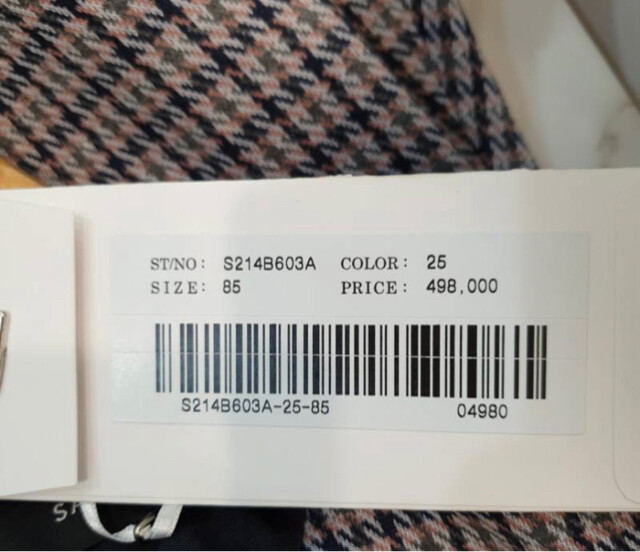 ST/NO: S214B603A COLOR: 25
SIZE: 85 PRICE: 498,000
S214B603A-25-85 04980